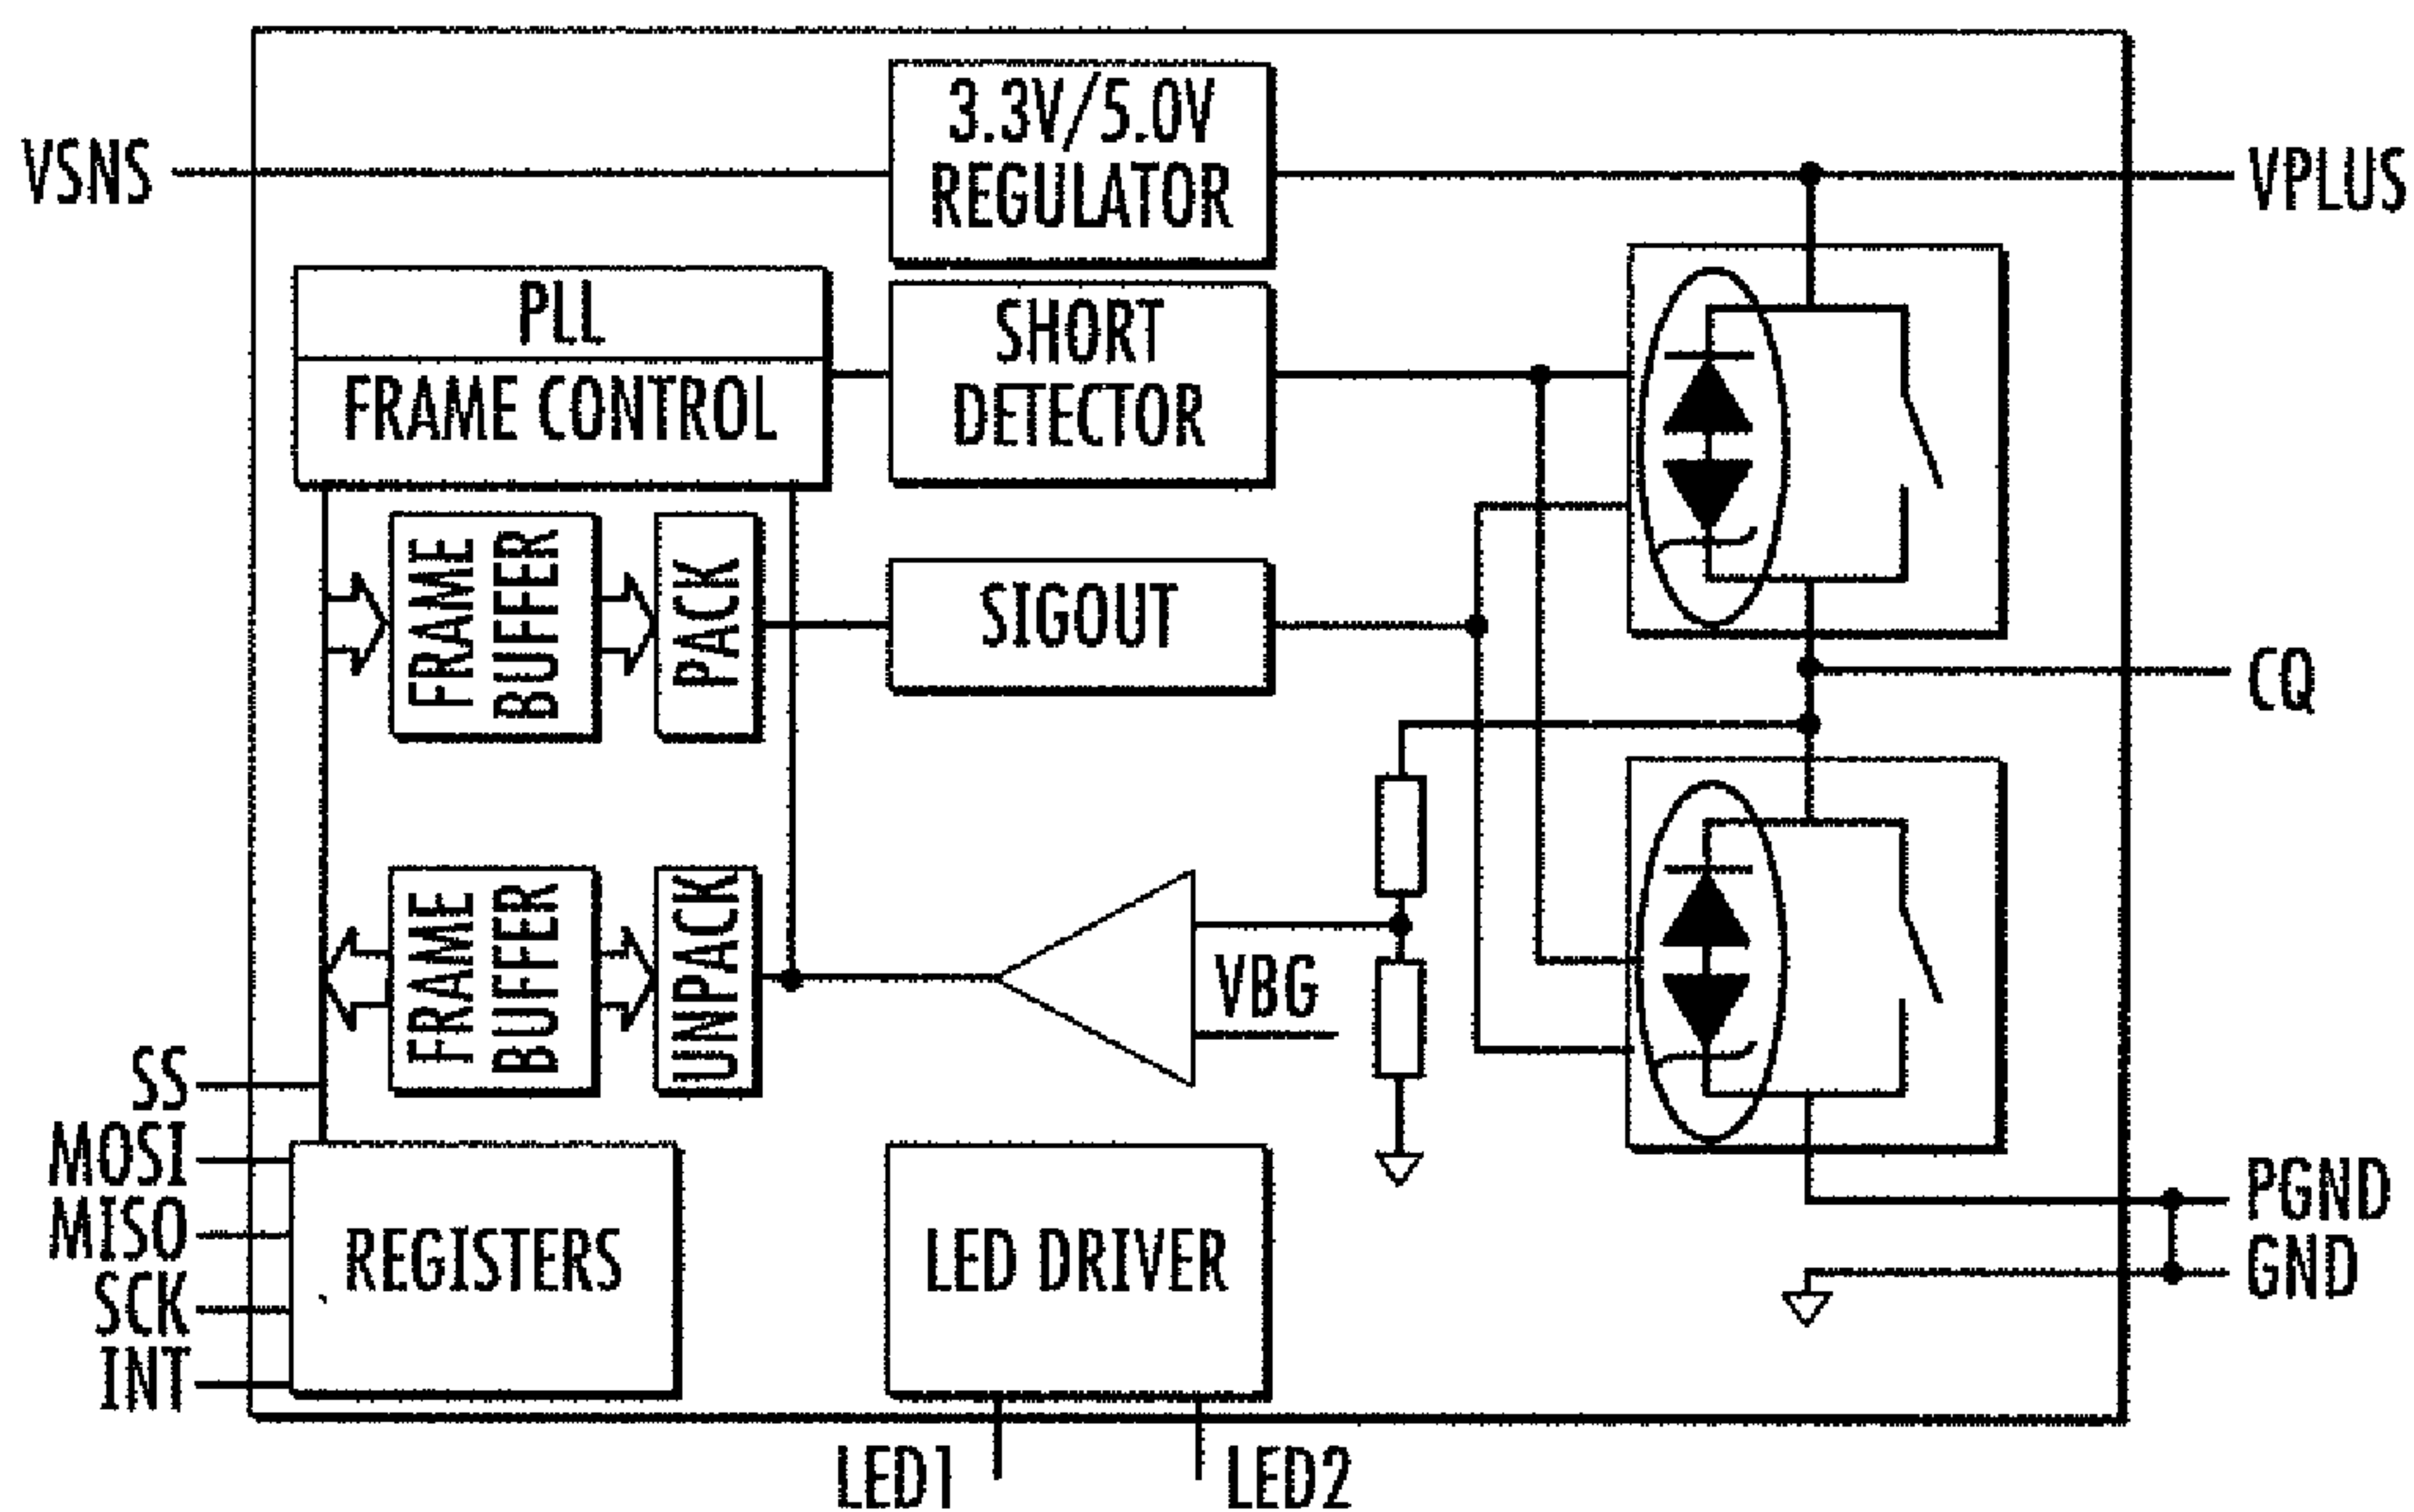 3.3V/5.0V
REGULATOR
VSNS
VPLUS
PLL
FRAME CONTROL
SHORT
DETECTOR
FRAME
BUFFER
PACK
SIGOUT
CQ
FRAME
BUFFER
UNPACK
VBG
SS
MOSI
MISO
SCK
INT
REGISTERS
LED DRIVER
PGND
GND
LED1
LED2